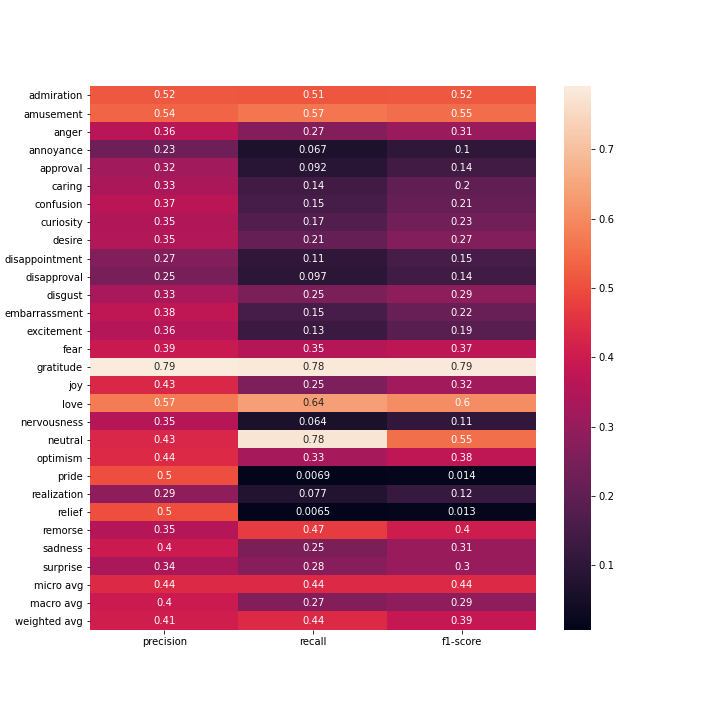 admiration 0.52 0.51 0.52
amusement 0.54 0.57 0.55
anger 0.36 0.27 0.31
annoyance 0.23 0.067 0.1
approval 0.32 0.092 0.14
caring 0.33 0.14 0.2
confusion 0.37 0.15 0.21
curiosity 0.35 0.17 0.23
desire 0.35 0.21 0.27
disappointment 0.27 0.11 0.15
disapproval 0.25 0.097 0.14
disgust 0.33 0.25 0.29
embarrassment 0.38 0.15 0.22
excitement 0.36 0.13 0.19
fear 0.39 0.35 0.37
gratitude 0.79 0.78 0.79
joy 0.43 0.25 0.32
love 0.57 0.64 0.6
nervousness 0.35 0.064 0.11
neutral 0.43 0.78 0.55
optimism 0.44 0.33 0.38
pride 0.5 0.0069 0.014
realization 0.29 0.077 0.12
relief 0.5 0.0065 0.013
remorse 0.35 0.47 0.4
sadness 0.4 0.25 0.31
surprise 0.34 0.28 0.3
micro avg 0.44 0.44 0.44
macro avg 0.4 0.27 0.29
weighted avg 0.41 0.44 0.39
precision recall f1-score
0.7
0.6
0.5
0.4
0.3
0.2
0.1